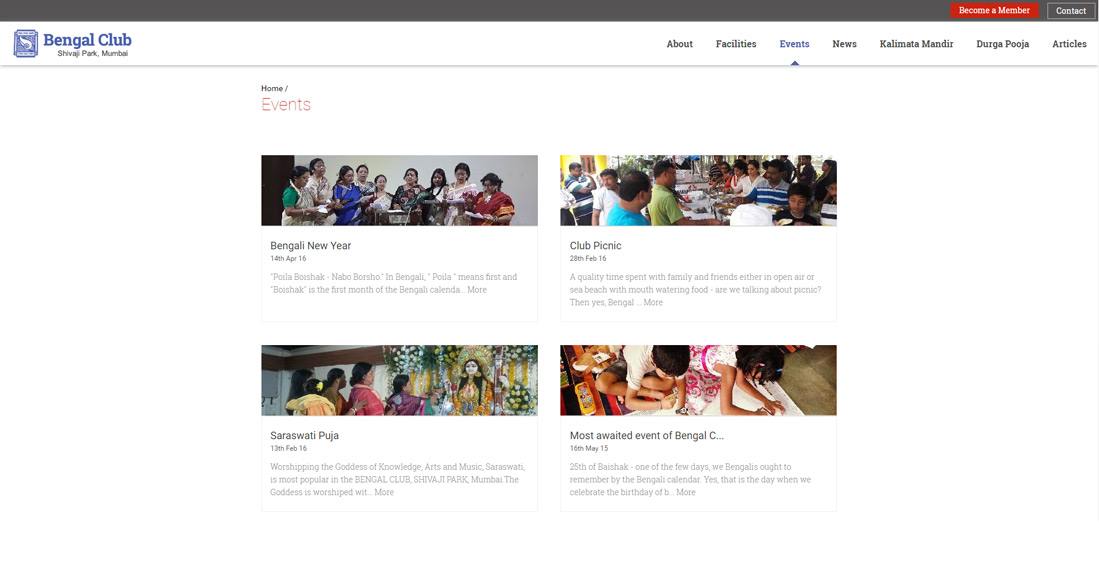 Become a Member
Contact
Bengal Club
Shivaji Park, Mumbai
About
Facilities
Events
News
Kalimata Mandir
Durga Pooja
Articles
Home /
Events
Bengali New Year
14th Apr 16
"Poila Boishak - Nabo Borsho." In Bengali, " Poila " means first and
"Boishak" is the first month of the Bengali calenda... More
Club Picnic
28th Feb 16
A quality time spent with family and friends either in open air or
sea beach with mouth watering food - are we talking about picnic?
Then yes, Bengal ... More
Saraswati Puja
13th Feb 16
Worshipping the Goddess of Knowledge, Arts and Music, Saraswati,
is most popular in the BENGAL CLUB, SHIVAJI PARK, Mumbai.The
Goddess is worshiped wit... More
Most awaited event of Bengal C...
16th May 15
25th of Baishak - one of the few days, we Bengalis ought to
remember by the Bengali calendar. Yes, that is the day when we
celebrate the birthday of b... More